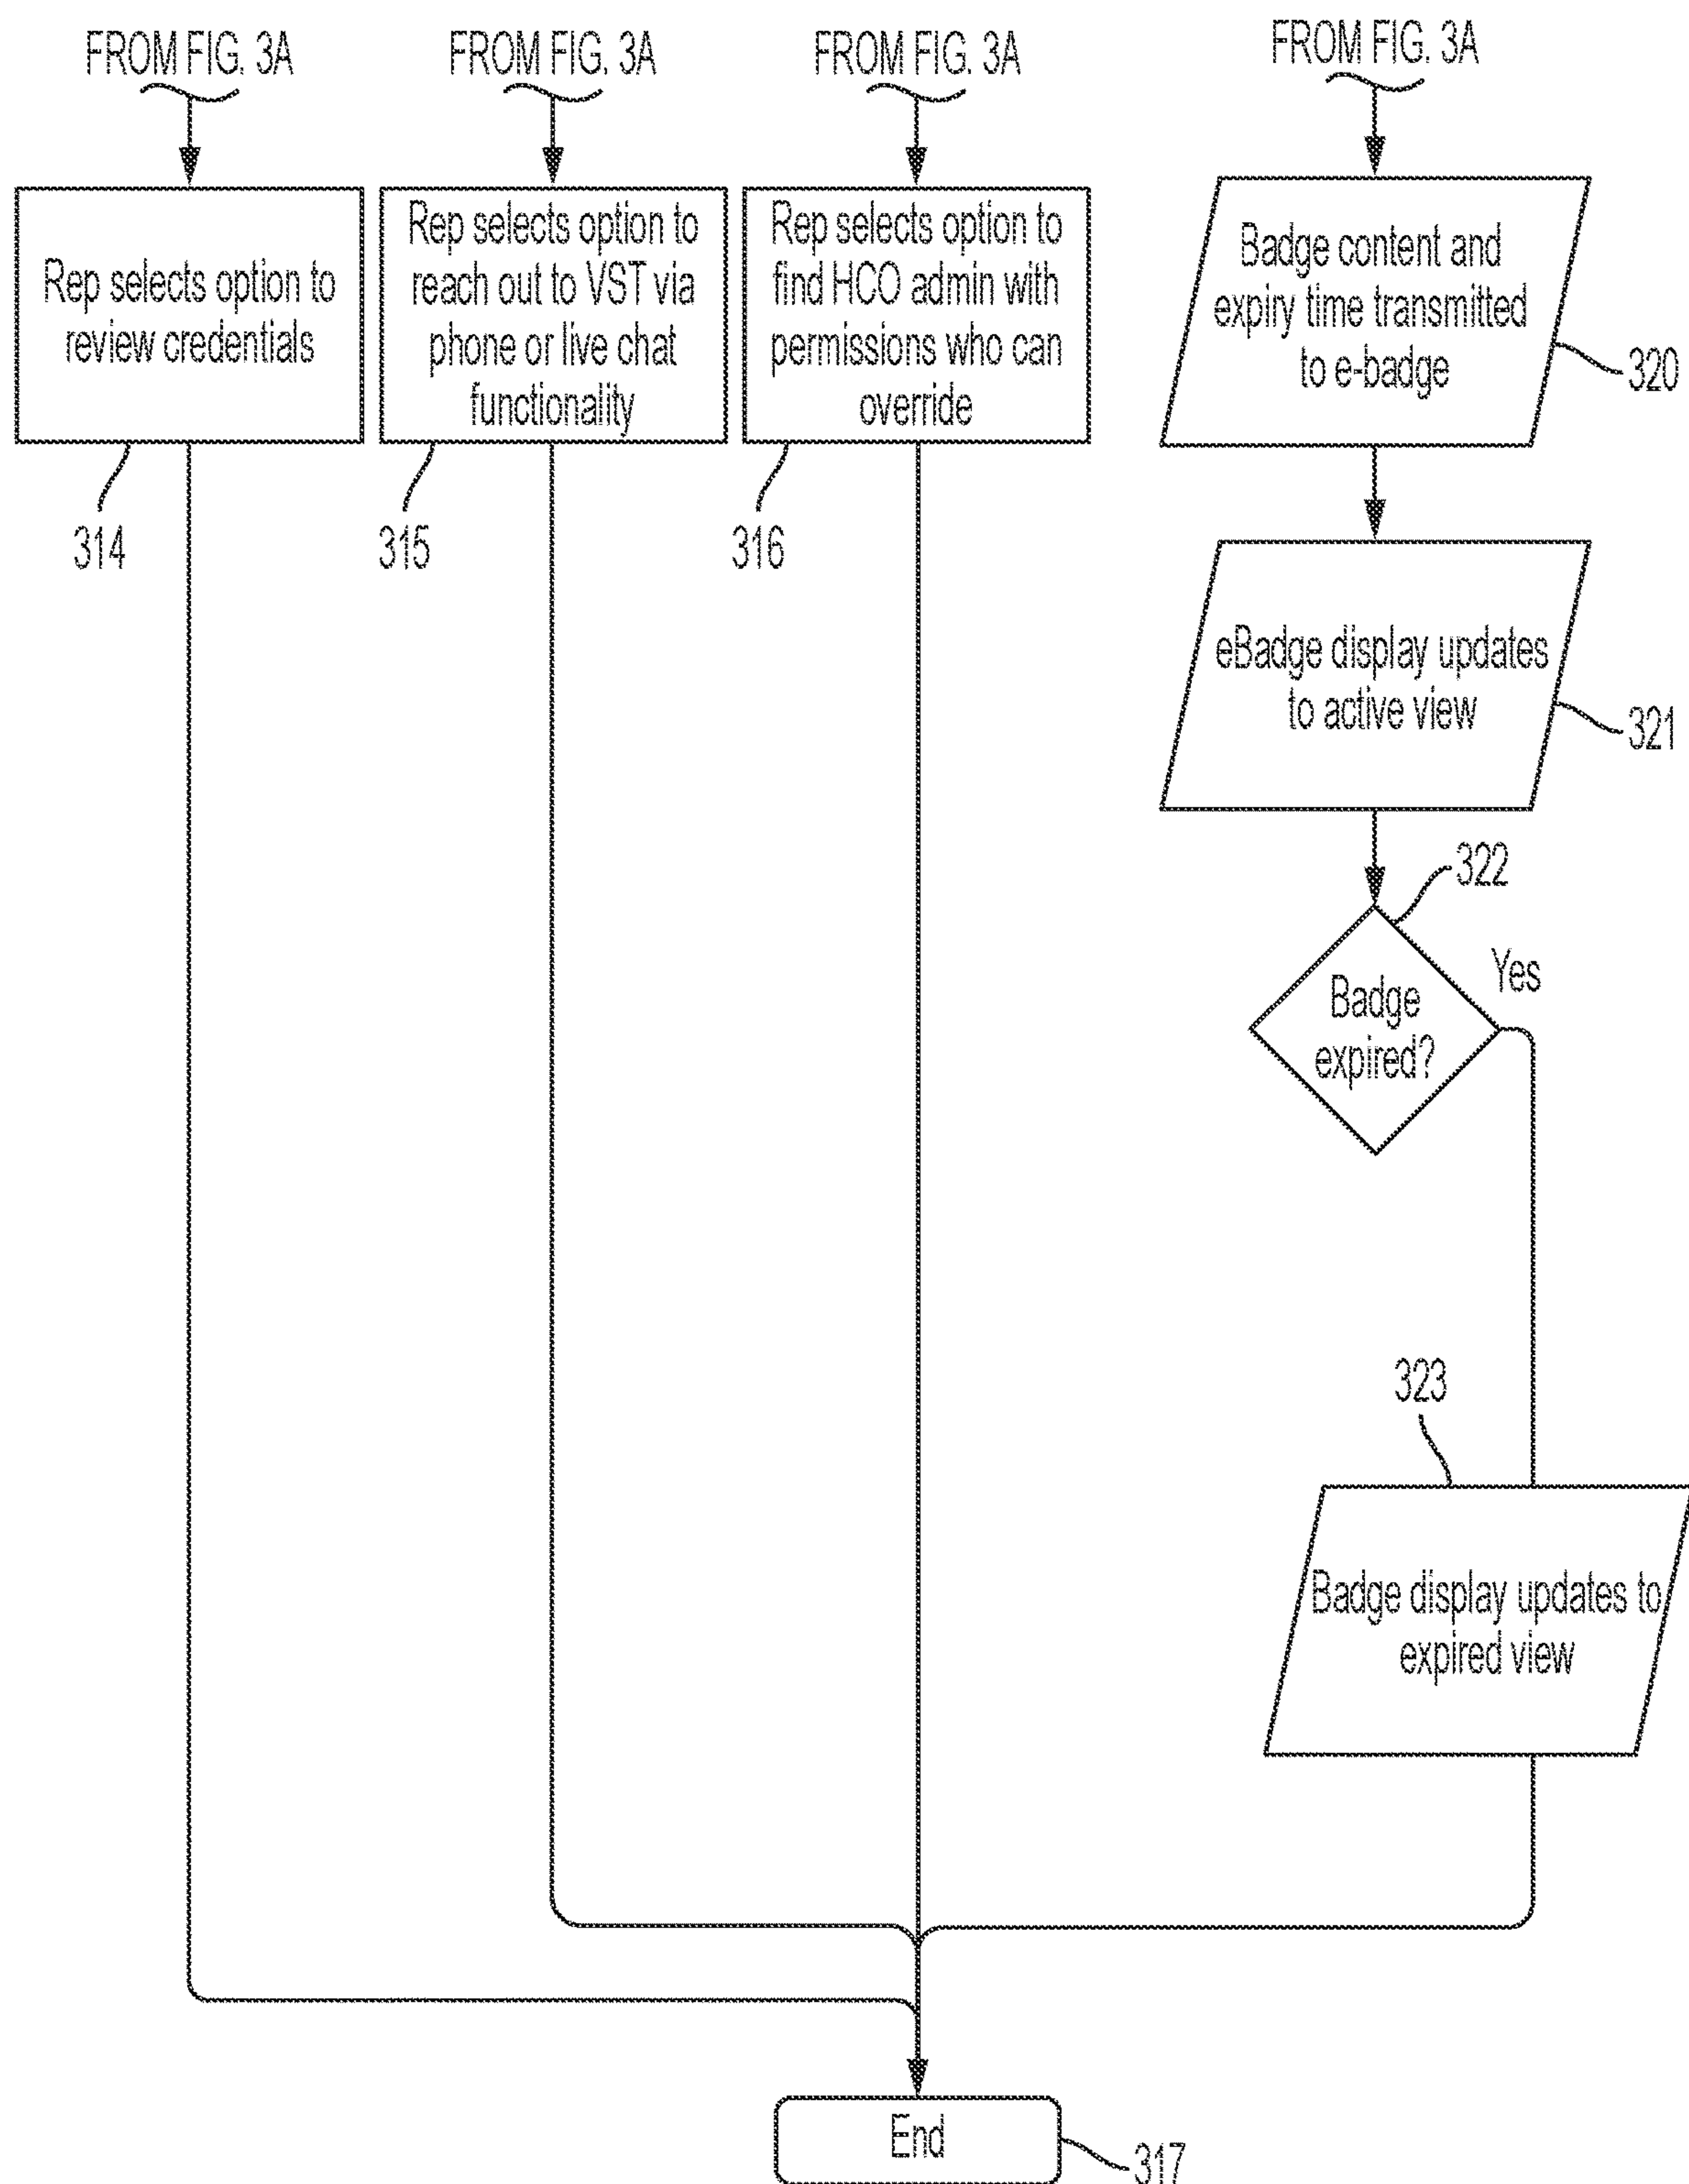 FROM FIG. 3A
FROM FIG. 3A
FROM FIG. 3A
FROM FIG. 3A
Rep selects option to
review credentials
314
Rep selects option to
reach out to VST via
phone or live chat
functionality
315
Rep selects option to
find HCO admin with
permissions who can
override
316
Badge content and
expiry time transmitted
to e-badge
320
eBadge display updates
to active view
321
322
Badge
expired?
Yes
323
Badge display updates to
expired view
End
317